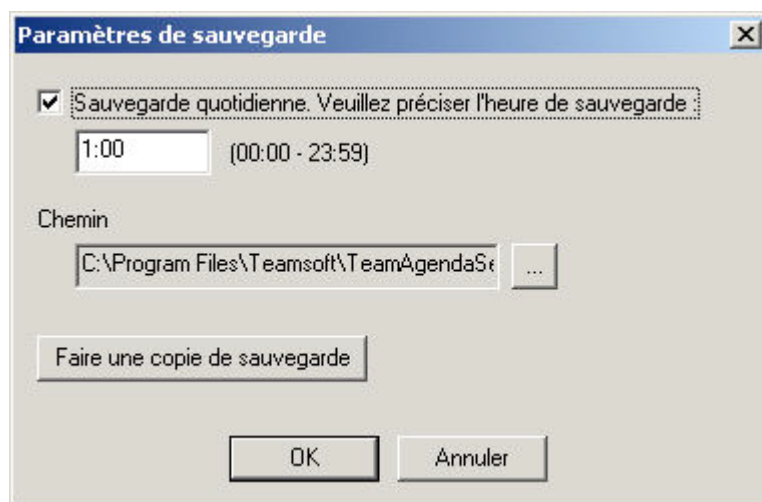 Paramètres de sauvegarde
Sauvegarde quotidienne. Veuillez préciser l'heure de sauvegarde :
1:00 (00:00 - 23:59)
Chemin
C:\Program Files\Teamsoft\TeamAgendaSe ...
Faire une copie de sauvegarde
OK Annuler